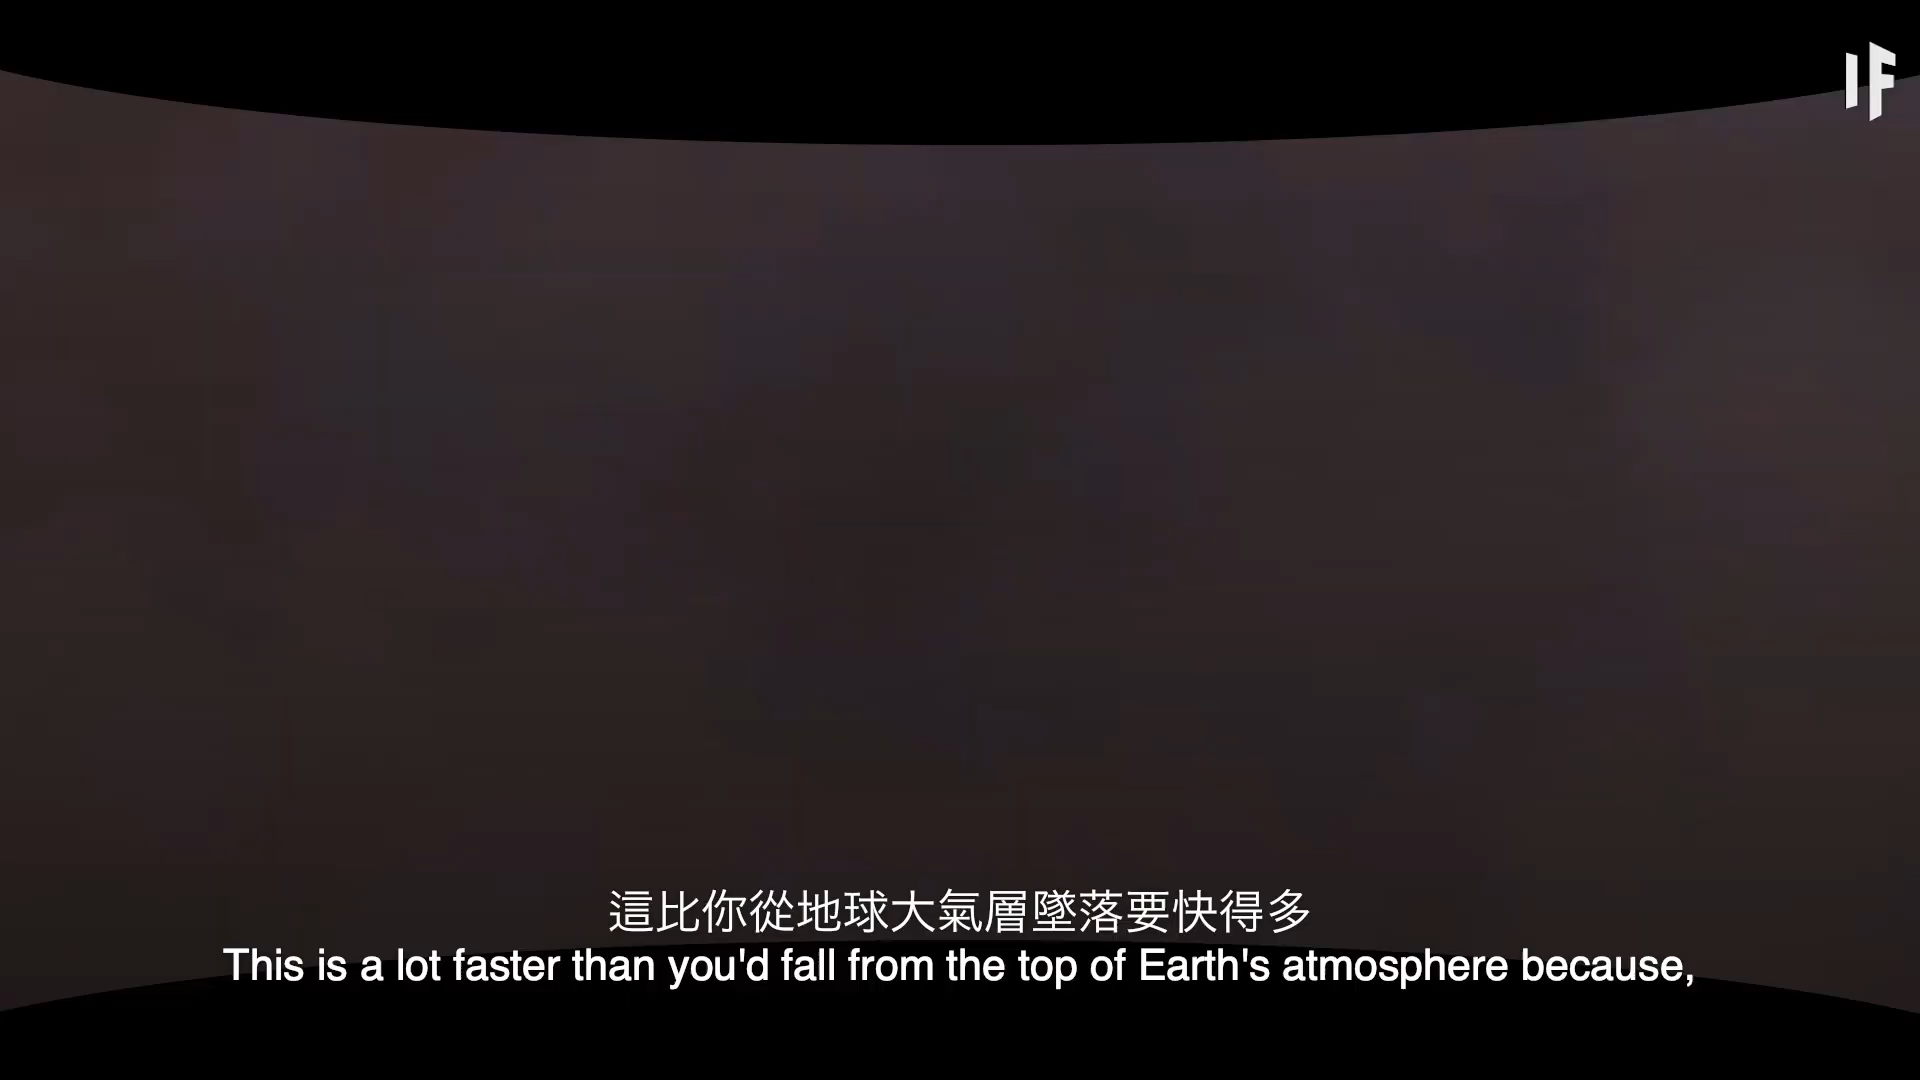 IF
這比你從地球大氣層墜落要快得多
This is a lot faster than you'd fall from the top of Earth's atmosphere because,